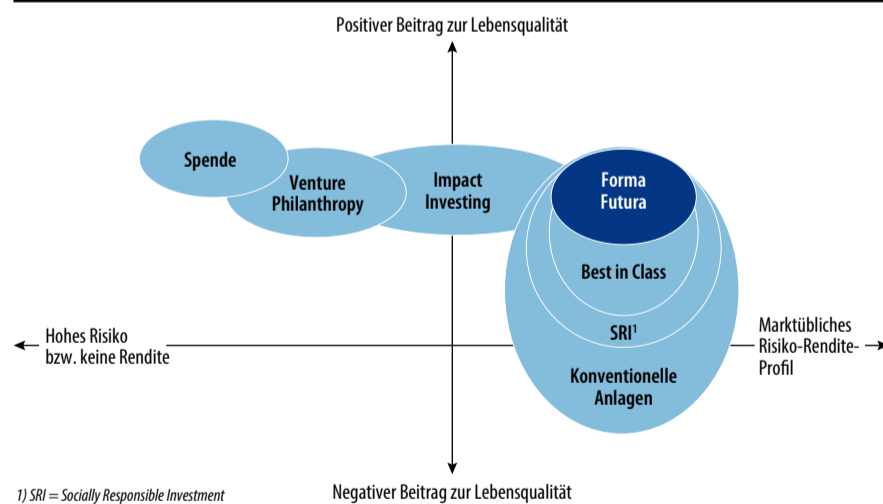 Positiver Beitrag zur Lebensqualität
Spende
Venture
Philanthropy
Impact
Investing
Forma
Futura
Best in Class
SRI¹
Hohes Risiko
bzw. keine Rendite
Marktübliches
Risiko-Rendite-
Profil
Konventionelle
Anlagen
1) SRI = Socially Responsible Investment
Negativer Beitrag zur Lebensqualität